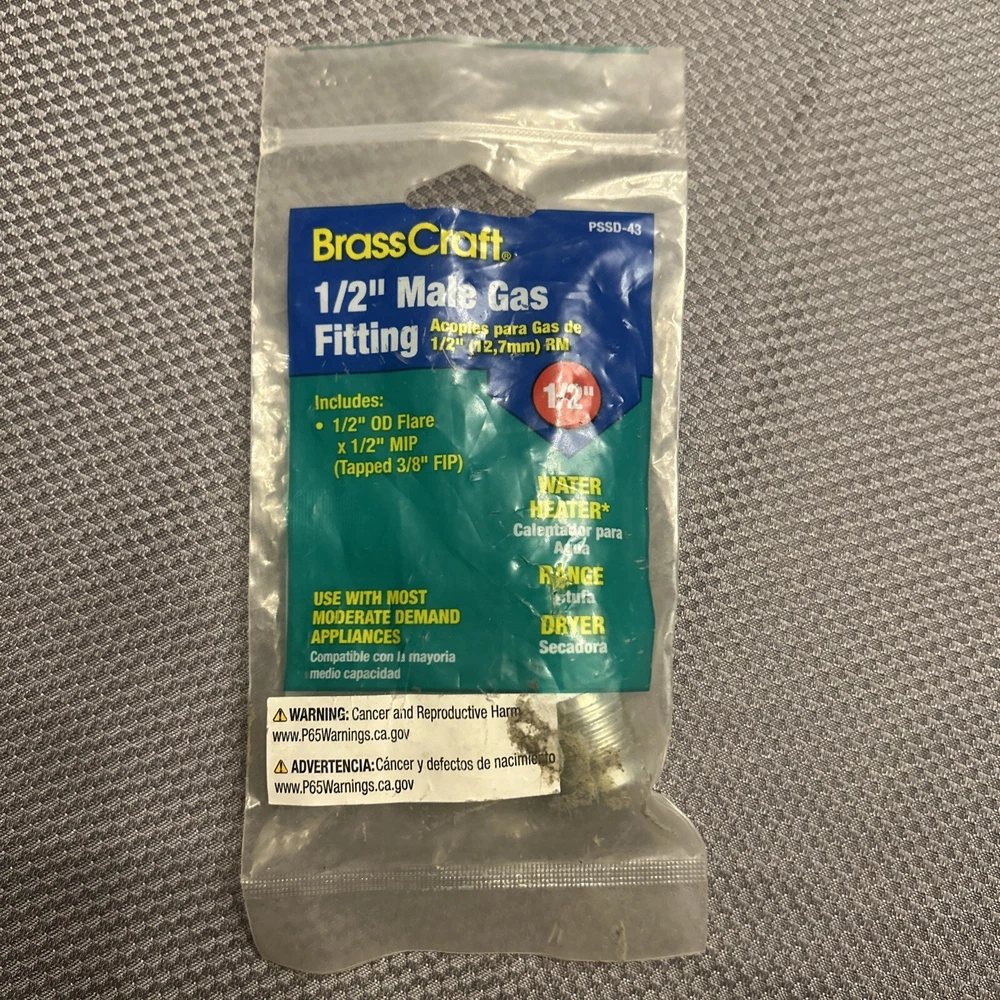 PSSD-43
BrassCraft®
1/2" Male Gas
Fitting
Acoples para Gas de
1/2" (12,7mm) RM
1/2"
Includes:
• 1/2" OD Flare
x 1/2" MIP
(Tapped 3/8" FIP)
WATER
HEATER*
Calentador para
Agua
RANGE
Estufa
DRYER
Secadora
USE WITH MOST
MODERATE DEMAND
APPLIANCES
Compatible con la mayoria
medio capacidad
⚠ WARNING: Cancer and Reproductive Harm
www.P65Warnings.ca.gov
⚠ ADVERTENCIA: Cáncer y defectos de nacimiento
www.P65Warnings.ca.gov